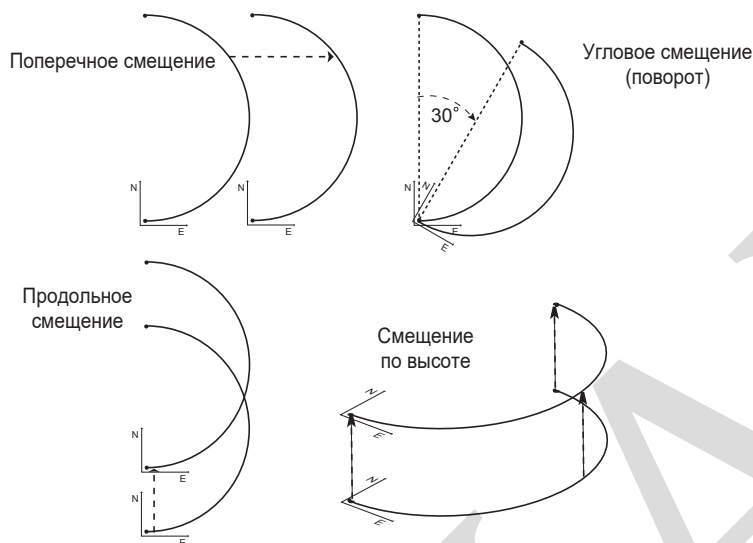 Поперечное смещение
N
E
N
E
Угловое смещение
(поворот)
30°
N
N
E
E
Продольное
смещение
N
E
N
E
Смещение
по высоте
N
E
N
E